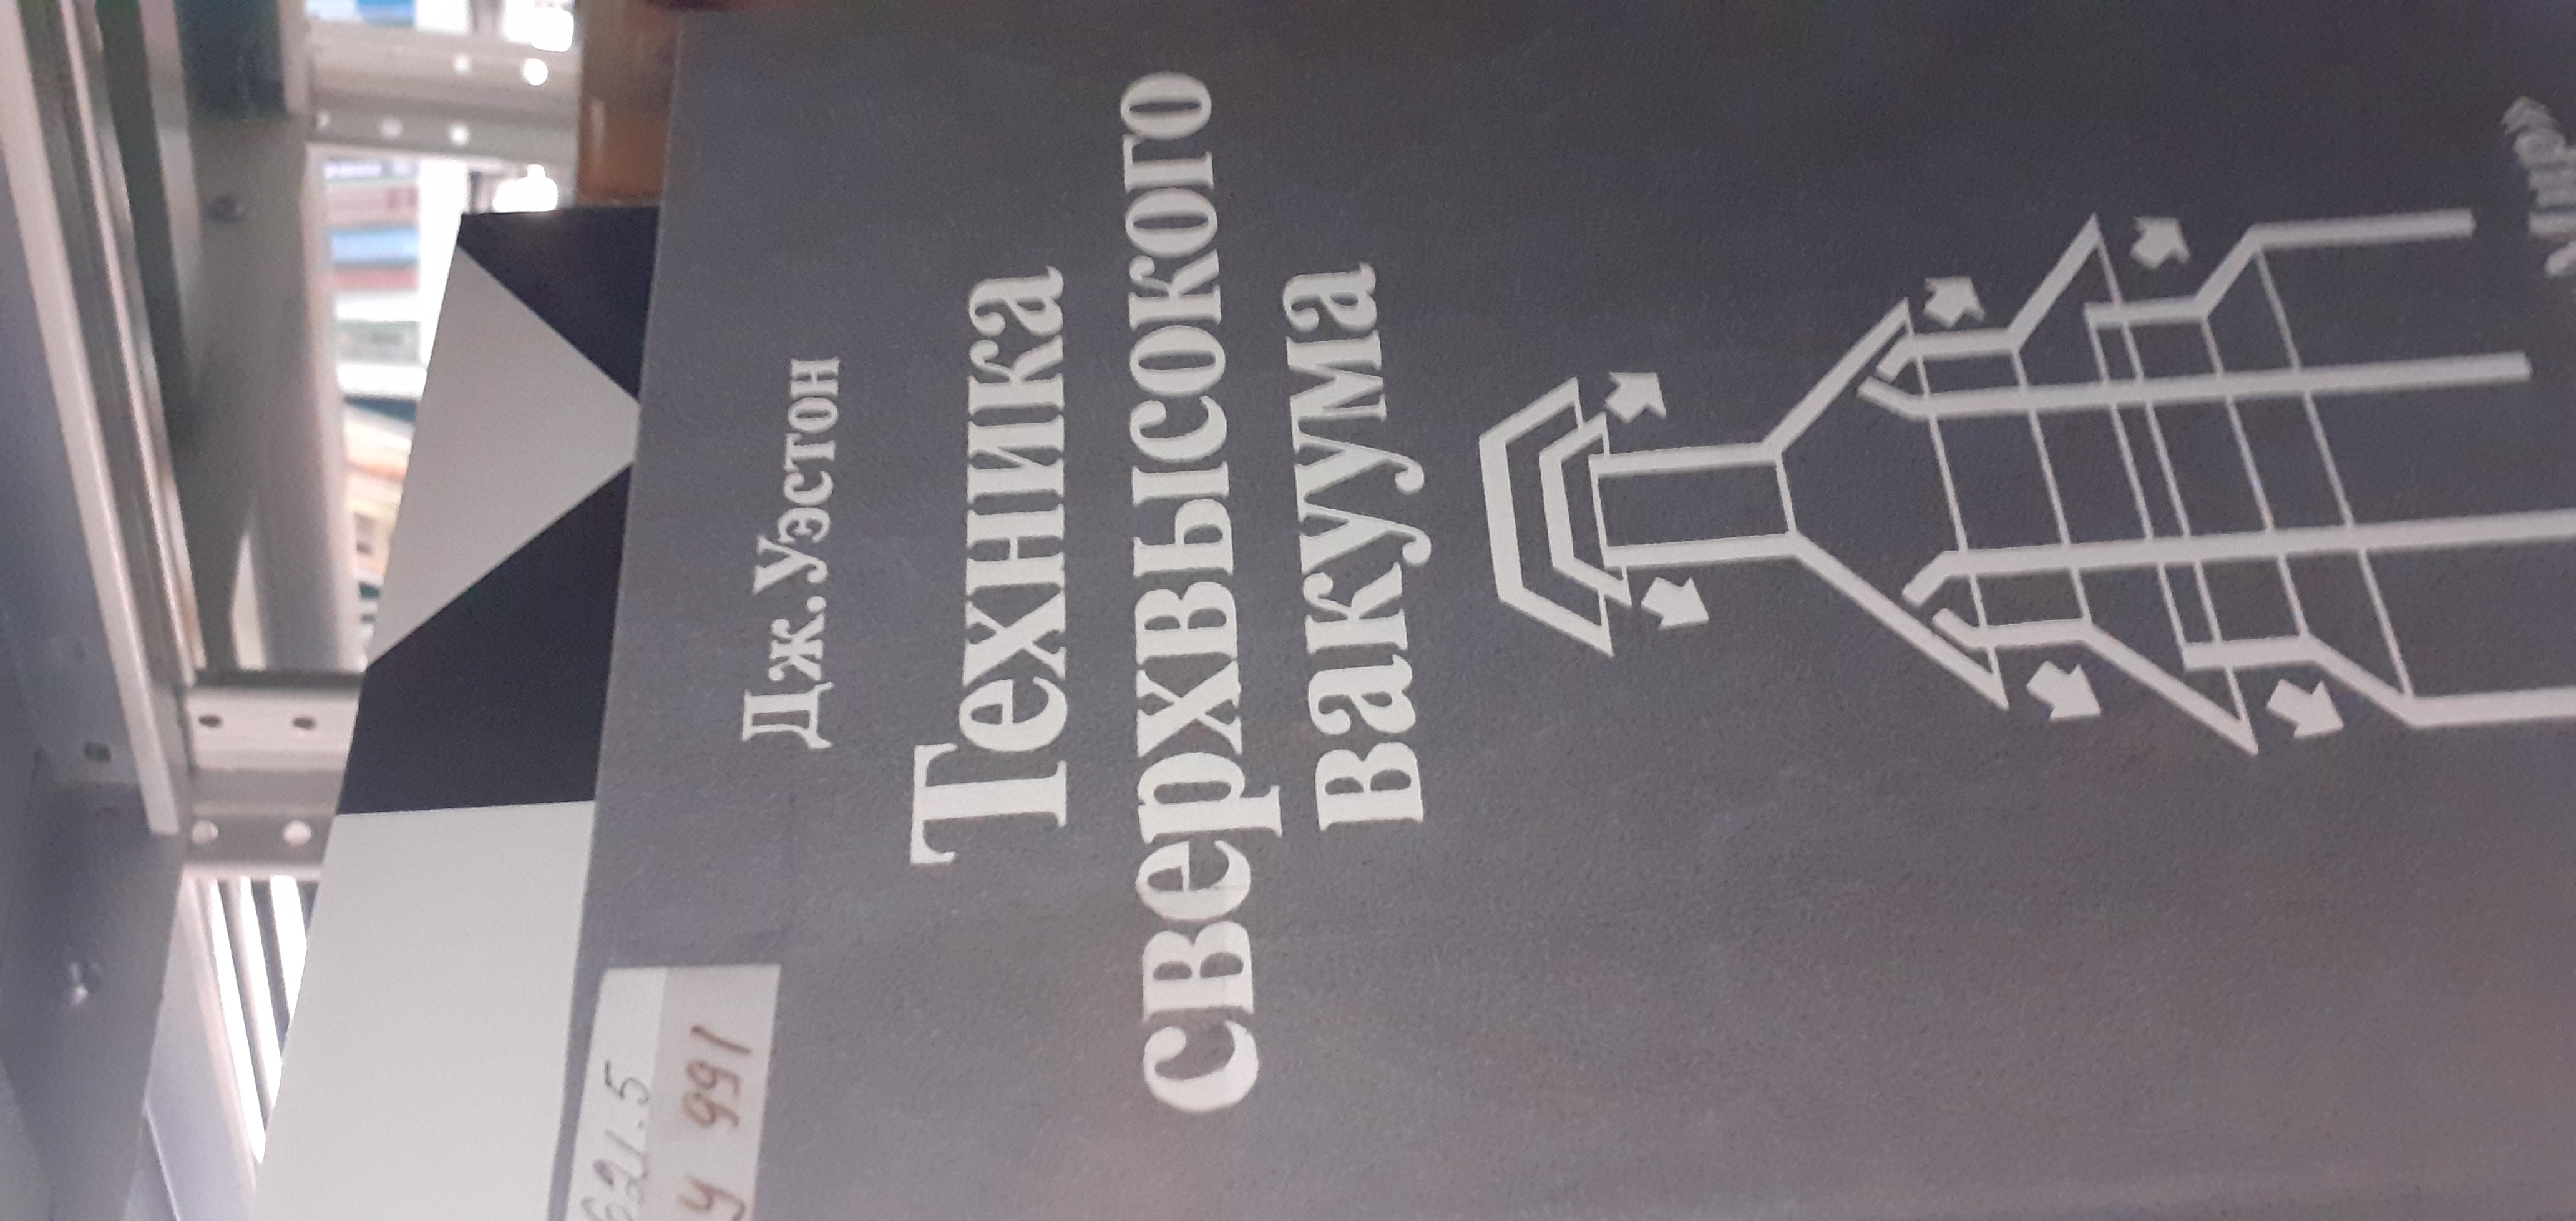 Дж. Уэстон
Техника
сверхвысокого
вакуума
621.5
У 991